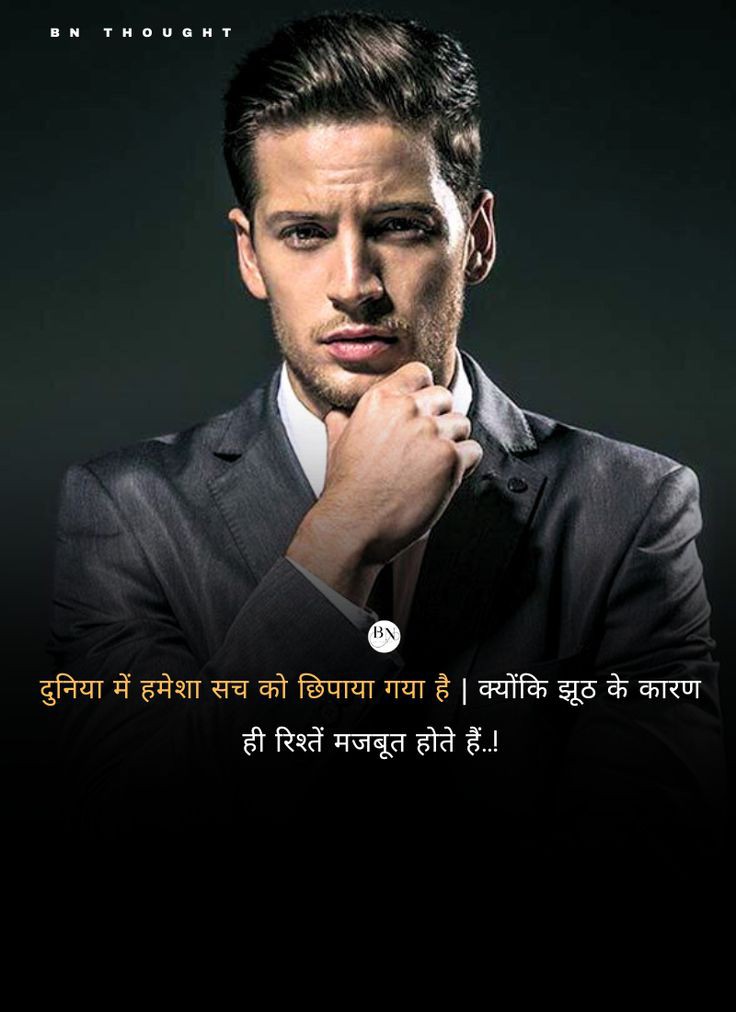 BN THOUGHT
BN
दुनिया में हमेशा सच को छिपाया गया है | क्योंकि झूठ के कारण
ही रिश्तें मजबूत होते हैं..!